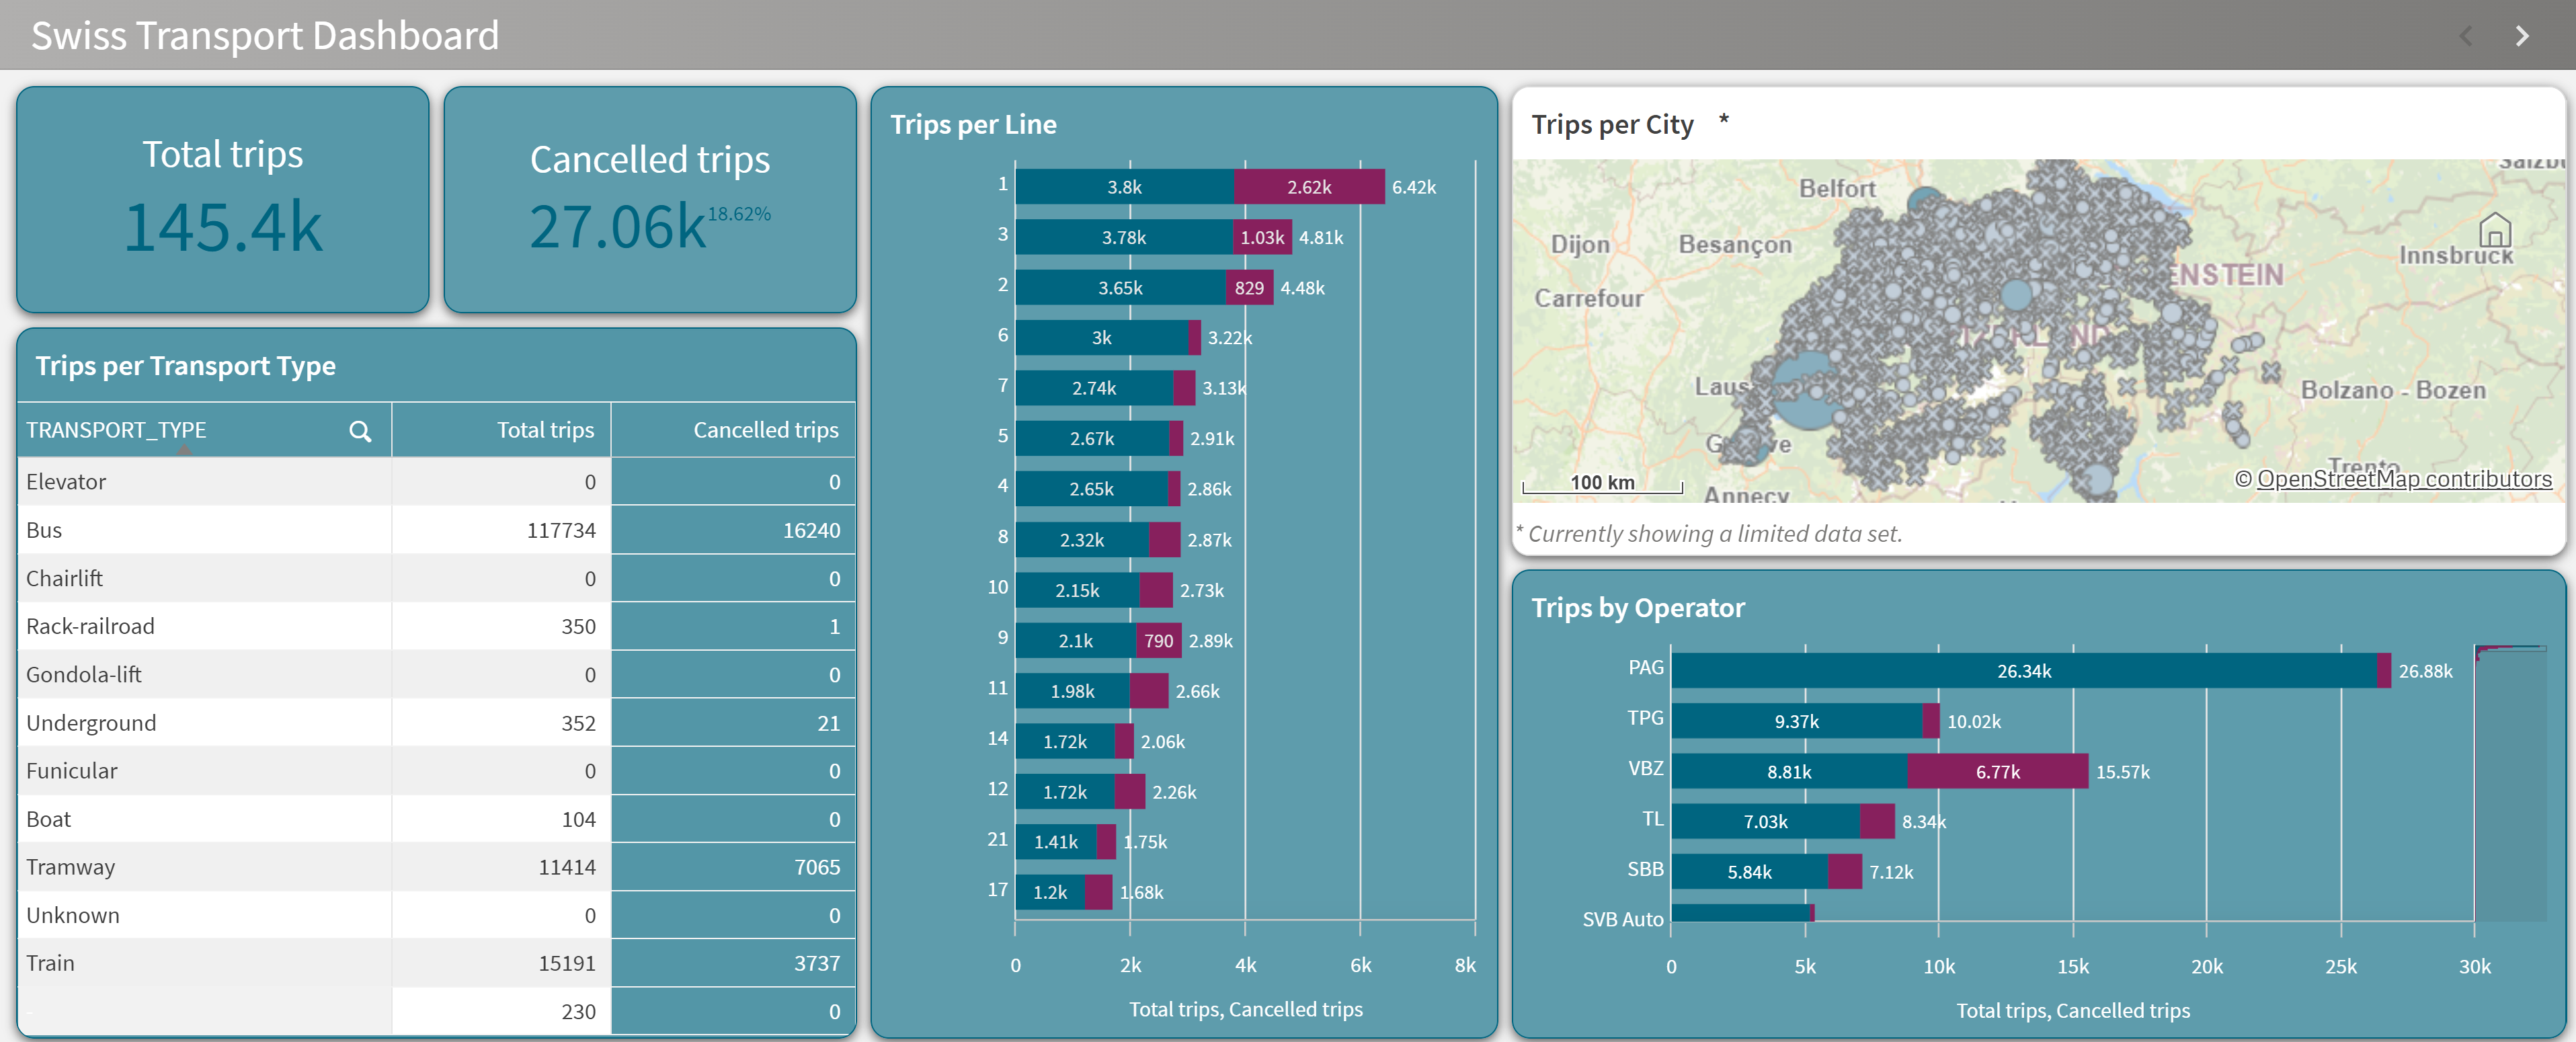 Swiss Transport Dashboard
Total trips
145.4k
Cancelled trips
27.06k 18.62%
Trips per Transport Type
TRANSPORT_TYPE Total trips Cancelled trips
Elevator 0 0
Bus 117734 16240
Chairlift 0 0
Rack-railroad 350 1
Gondola-lift 0 0
Underground 352 21
Funicular 0 0
Boat 104 0
Tramway 11414 7065
Unknown 0 0
Train 15191 3737
- 230 0
Trips per Line
1 3.8k 2.62k 6.42k
3 3.78k 1.03k 4.81k
2 3.65k 829 4.48k
6 3k 3.22k
7 2.74k 3.13k
5 2.67k 2.91k
4 2.65k 2.86k
8 2.32k 2.87k
10 2.15k 2.73k
9 2.1k 790 2.89k
11 1.98k 2.66k
14 1.72k 2.06k
12 1.72k 2.26k
21 1.41k 1.75k
17 1.2k 1.68k
0 2k 4k 6k 8k
Total trips, Cancelled trips
Trips per City *
Belfort
Dijon Besançon
Innsbruck
Carrefour
ENSTEIN
Laus
Bolzano - Bozen
G ve
Trento
100 km
Annecy
© OpenStreetMap contributors
* Currently showing a limited data set.
Trips by Operator
PAG 26.34k 26.88k
TPG 9.37k 10.02k
VBZ 8.81k 6.77k 15.57k
TL 7.03k 8.34k
SBB 5.84k 7.12k
SVB Auto
0 5k 10k 15k 20k 25k 30k
Total trips, Cancelled trips